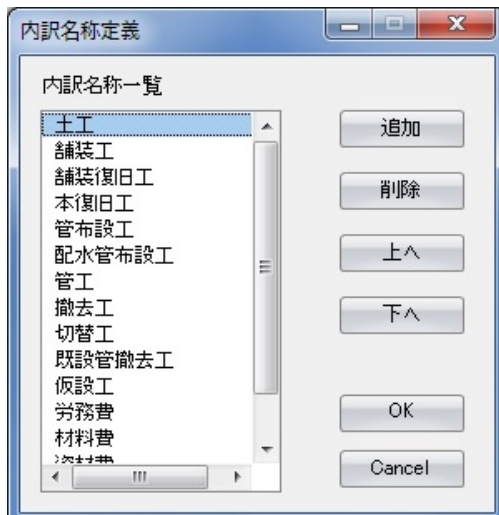 内訳名称定義
内訳名称一覧
土工
舗装工
舗装復旧工
本復旧工
管布設工
配水管布設工
管工
撤去工
切替工
既設管撤去工
仮設工
労務費
材料費
追加
削除
上へ
下へ
OK
Cancel